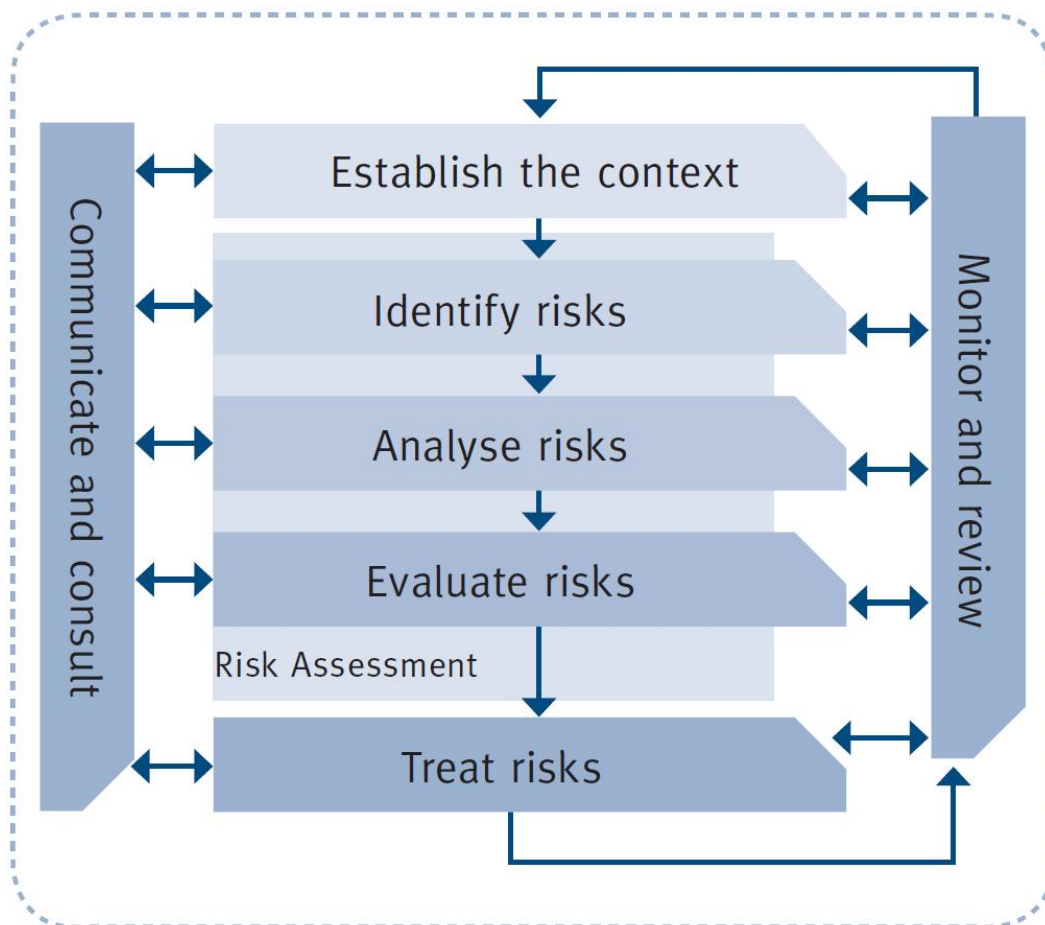 Communicate and consult
Establish the context
Identify risks
Analyse risks
Evaluate risks
Risk Assessment
Treat risks
Monitor and review